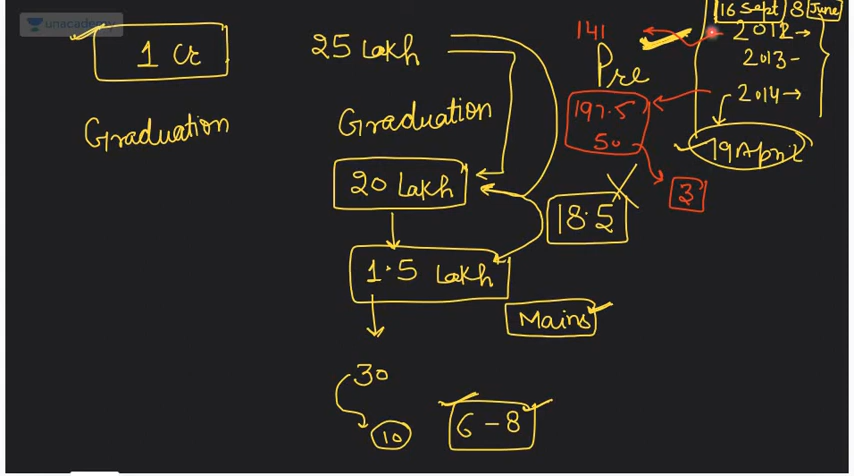 unacademy
1 Cr
Graduation
25 Lakh
Graduation
20 Lakh
1.5 Lakh
30
10
6 - 8
Mains
18.5
141
Pre
197.5
50
3
16 Sept 8 June
2012
2013
2014
19 April